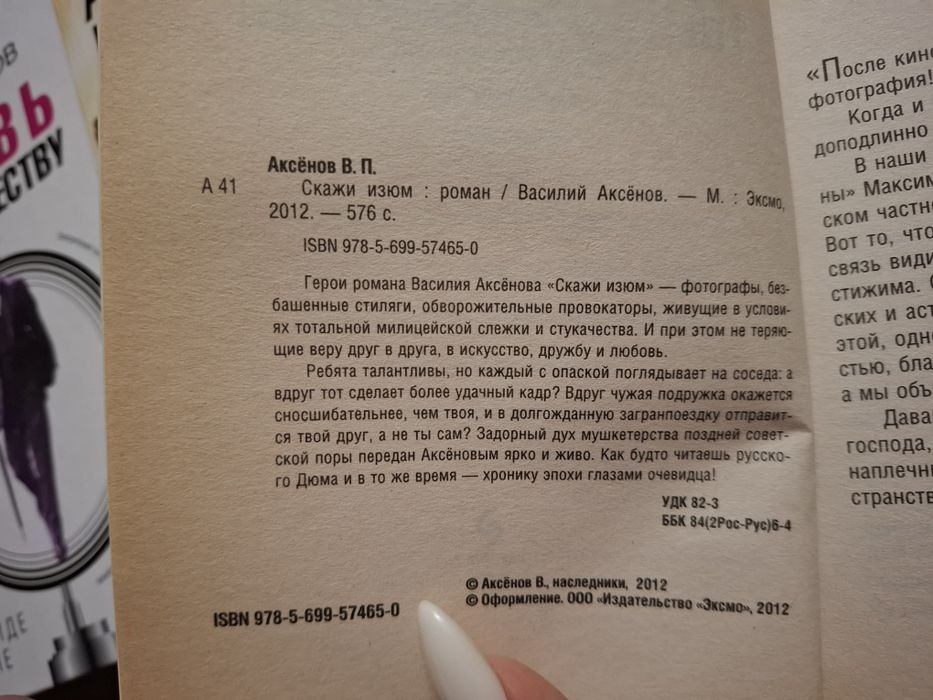 ОВ
ВЬ
ЕСТВУ
Аксёнов В. П.
А 41
Скажи изюм : роман / Василий Аксёнов. — М. : Эксмо,
2012. — 576 с.
ISBN 978-5-699-57465-0
Герои романа Василия Аксёнова «Скажи изюм» — фотографы, без-
башенные стиляги, обворожительные провокаторы, живущие в услови-
ях тотальной милицейской слежки и стукачества. И при этом не теряю-
щие веру друг в друга, в искусство, дружбу и любовь.
Ребята талантливы, но каждый с опаской поглядывает на соседа: а
вдруг тот сделает более удачный кадр? Вдруг чужая подружка окажется
сносшибательнее, чем твоя, и в долгожданную загранпоездку отправит-
ся твой друг, а не ты сам? Задорный дух мушкетерства поздней совет-
ской поры передан Аксёновым ярко и живо. Как будто читаешь русско-
го Дюма и в то же время — хронику эпохи глазами очевидца!
УДК 82-3
ББК 84(2Рос-Рус)6-4
© Аксёнов В., наследники, 2012
© Оформление. ООО «Издательство «Эксмо», 2012
ISBN 978-5-699-57465-0
«После кино
фотография!
Когда и
доподлинно
В наши
ны» Максим
ском частно
Вот то, что
связь види
стижима. С
ских и аст
этой, одно
стью, бла
а мы объ
Дава
господа,
наплечни
странств